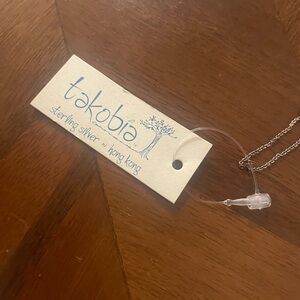 takobia
sterling silver ~ hong kong